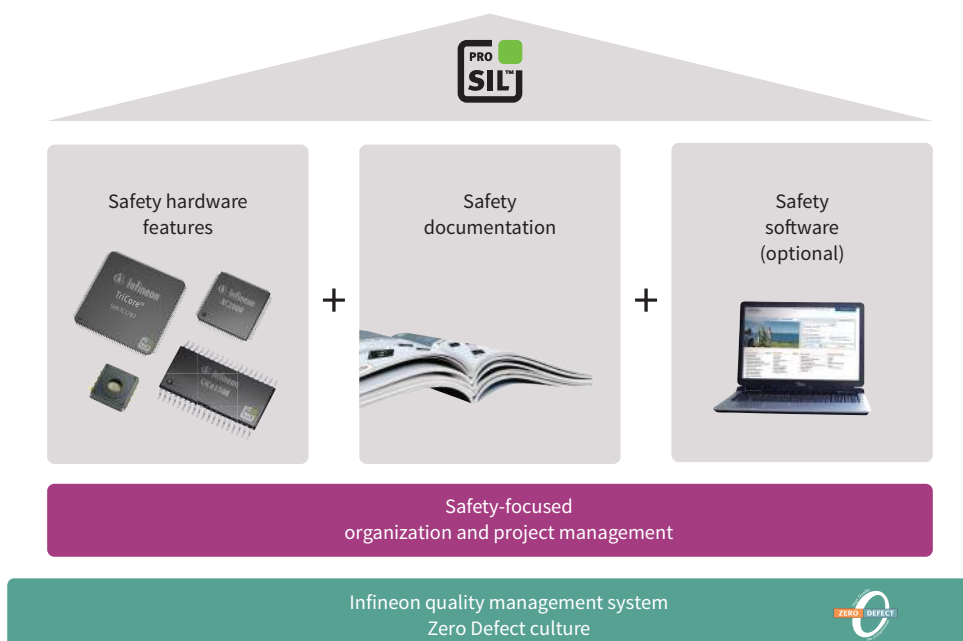 PRO
SIL™
Safety hardware
features
Safety
documentation
Safety
software
(optional)
Infineon
TriCore™
Infineon
XC2000
Infineon
+
+
Safety-focused
organization and project management
Infineon quality management system
Zero Defect culture
ZERO DEFECT